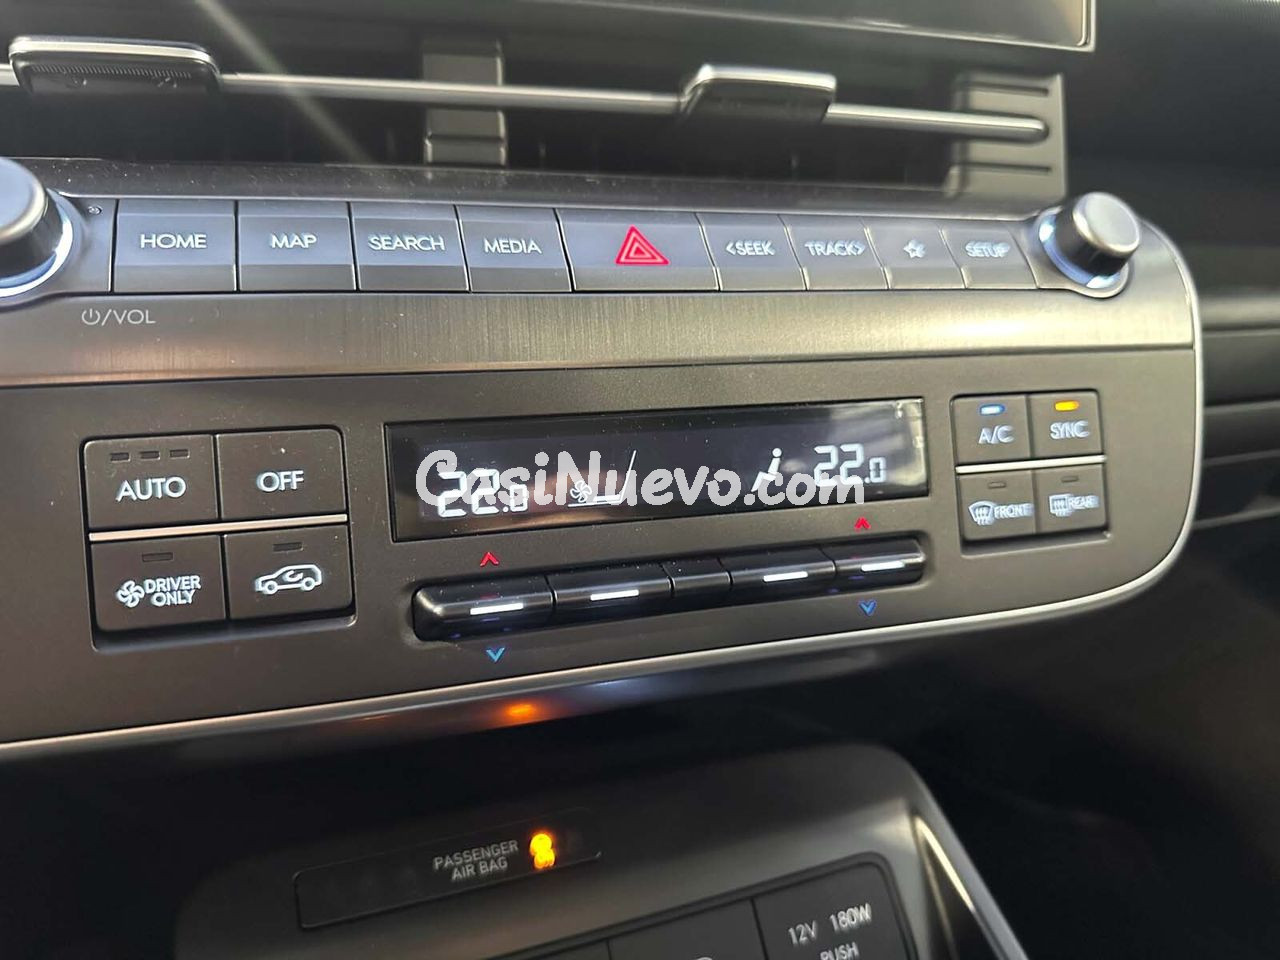 HOME
MAP
SEARCH
MEDIA
<SEEK
TRACK>
SETUP
/VOL
AUTO
OFF
DRIVER
ONLY
22.0
22.0
CasiNuevo.com
A/C
SYNC
FRONT
REAR
PASSENGER
AIR BAG
12V 180W
PUSH